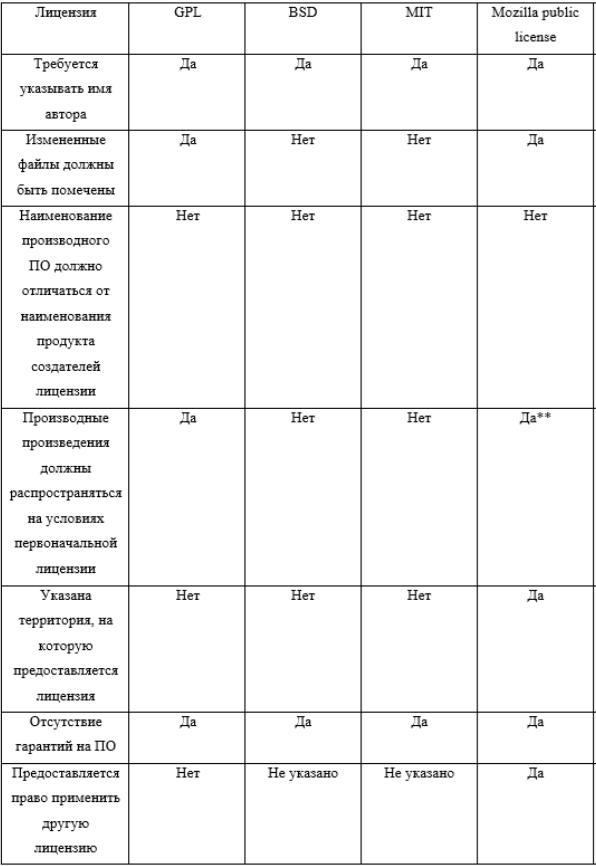 Лицензия GPL BSD MIT Mozilla public
license
Требуется Да Да Да Да
указывать имя
автора
Измененные Да Нет Нет Да
файлы должны
быть помечены
Наименование Нет Нет Нет Нет
производного
ПО должно
отличаться от
наименования
продукта
создателей
лицензии
Производные Да Нет Нет Да**
произведения
должны
распространяться
на условиях
первоначальной
лицензии
Указана Нет Нет Нет Да
территория, на
которую
предоставляется
лицензия
Отсутствие Да Да Да Да
гарантий на ПО
Предоставляется Нет Не указано Не указано Да
право применить
другую
лицензию